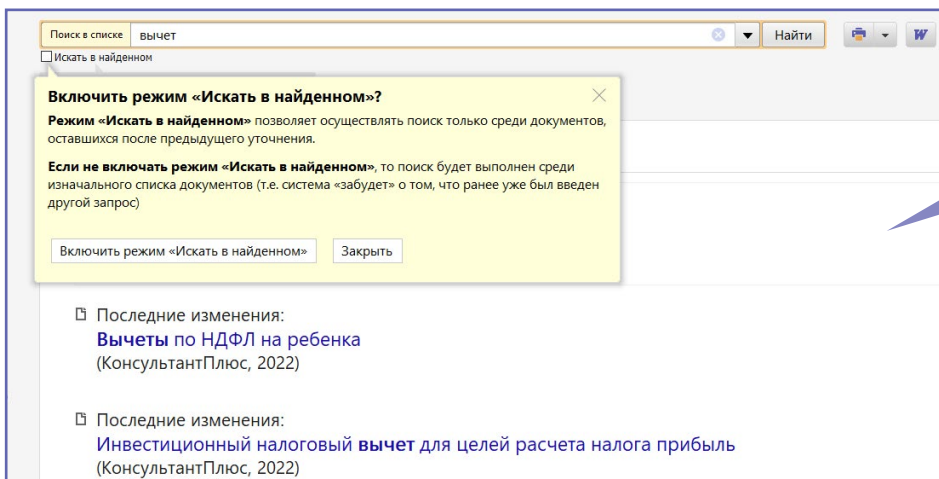 Поиск в списке вычет Найти W
Искать в найденном
Включить режим «Искать в найденном»?
Режим «Искать в найденном» позволяет осуществлять поиск только среди документов,
оставшихся после предыдущего уточнения.
Если не включать режим «Искать в найденном», то поиск будет выполнен среди
изначального списка документов (т.е. система «забудет» о том, что ранее уже был введен
другой запрос)
Включить режим «Искать в найденном» Закрыть
Последние изменения:
Вычеты по НДФЛ на ребенка
(КонсультантПлюс, 2022)
Последние изменения:
Инвестиционный налоговый вычет для целей расчета налога прибыль
(КонсультантПлюс, 2022)